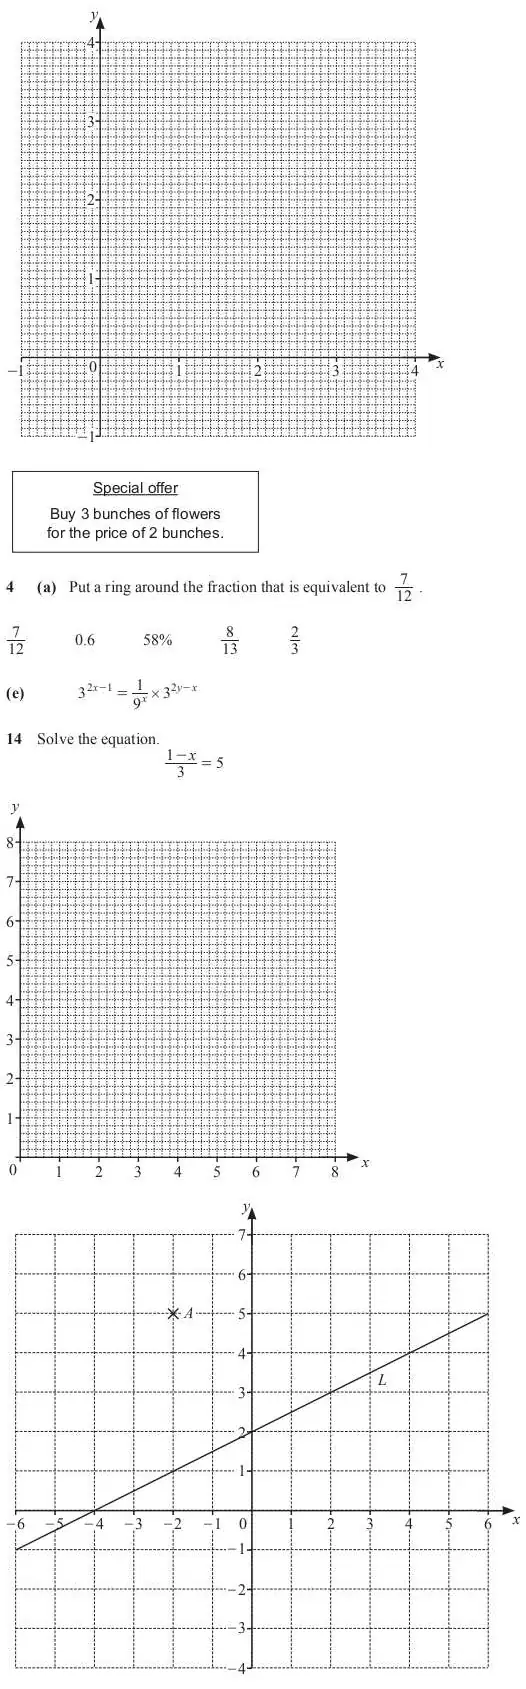 y
4
3
2
1
-1 0 1 2 3 4 x
-1
Special offer
Buy 3 bunches of flowers
for the price of 2 bunches.
4 (a) Put a ring around the fraction that is equivalent to 7/12 .
7/12 0.6 58% 8/13 2/3
(e) 3^(2x−1) = 1/9^x × 3^(2y−x)
14 Solve the equation.
(1−x)/3 = 5
y
8
7
6
5
4
3
2
1
0 1 2 3 4 5 6 7 8 x
y
7
6
A 5
4
L
3
2
1
−6 −5 −4 −3 −2 −1 0 1 2 3 4 5 6 x
−1
−2
−3
−4